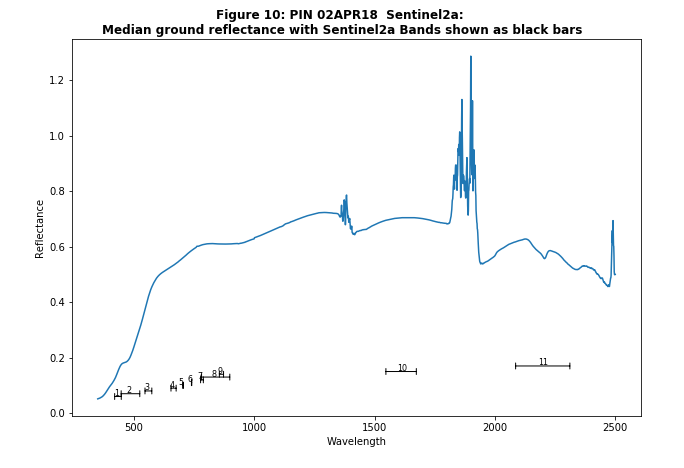 Figure 10: PIN 02APR18  Sentinel2a:
Median ground reflectance with Sentinel2a Bands shown as black bars
1.2
1.0
0.8
0.6
0.4
0.2
0.0
Reflectance
1 2 3 4 5 6 7 8 8 9 10 11
500 1000 1500 2000 2500
Wavelength